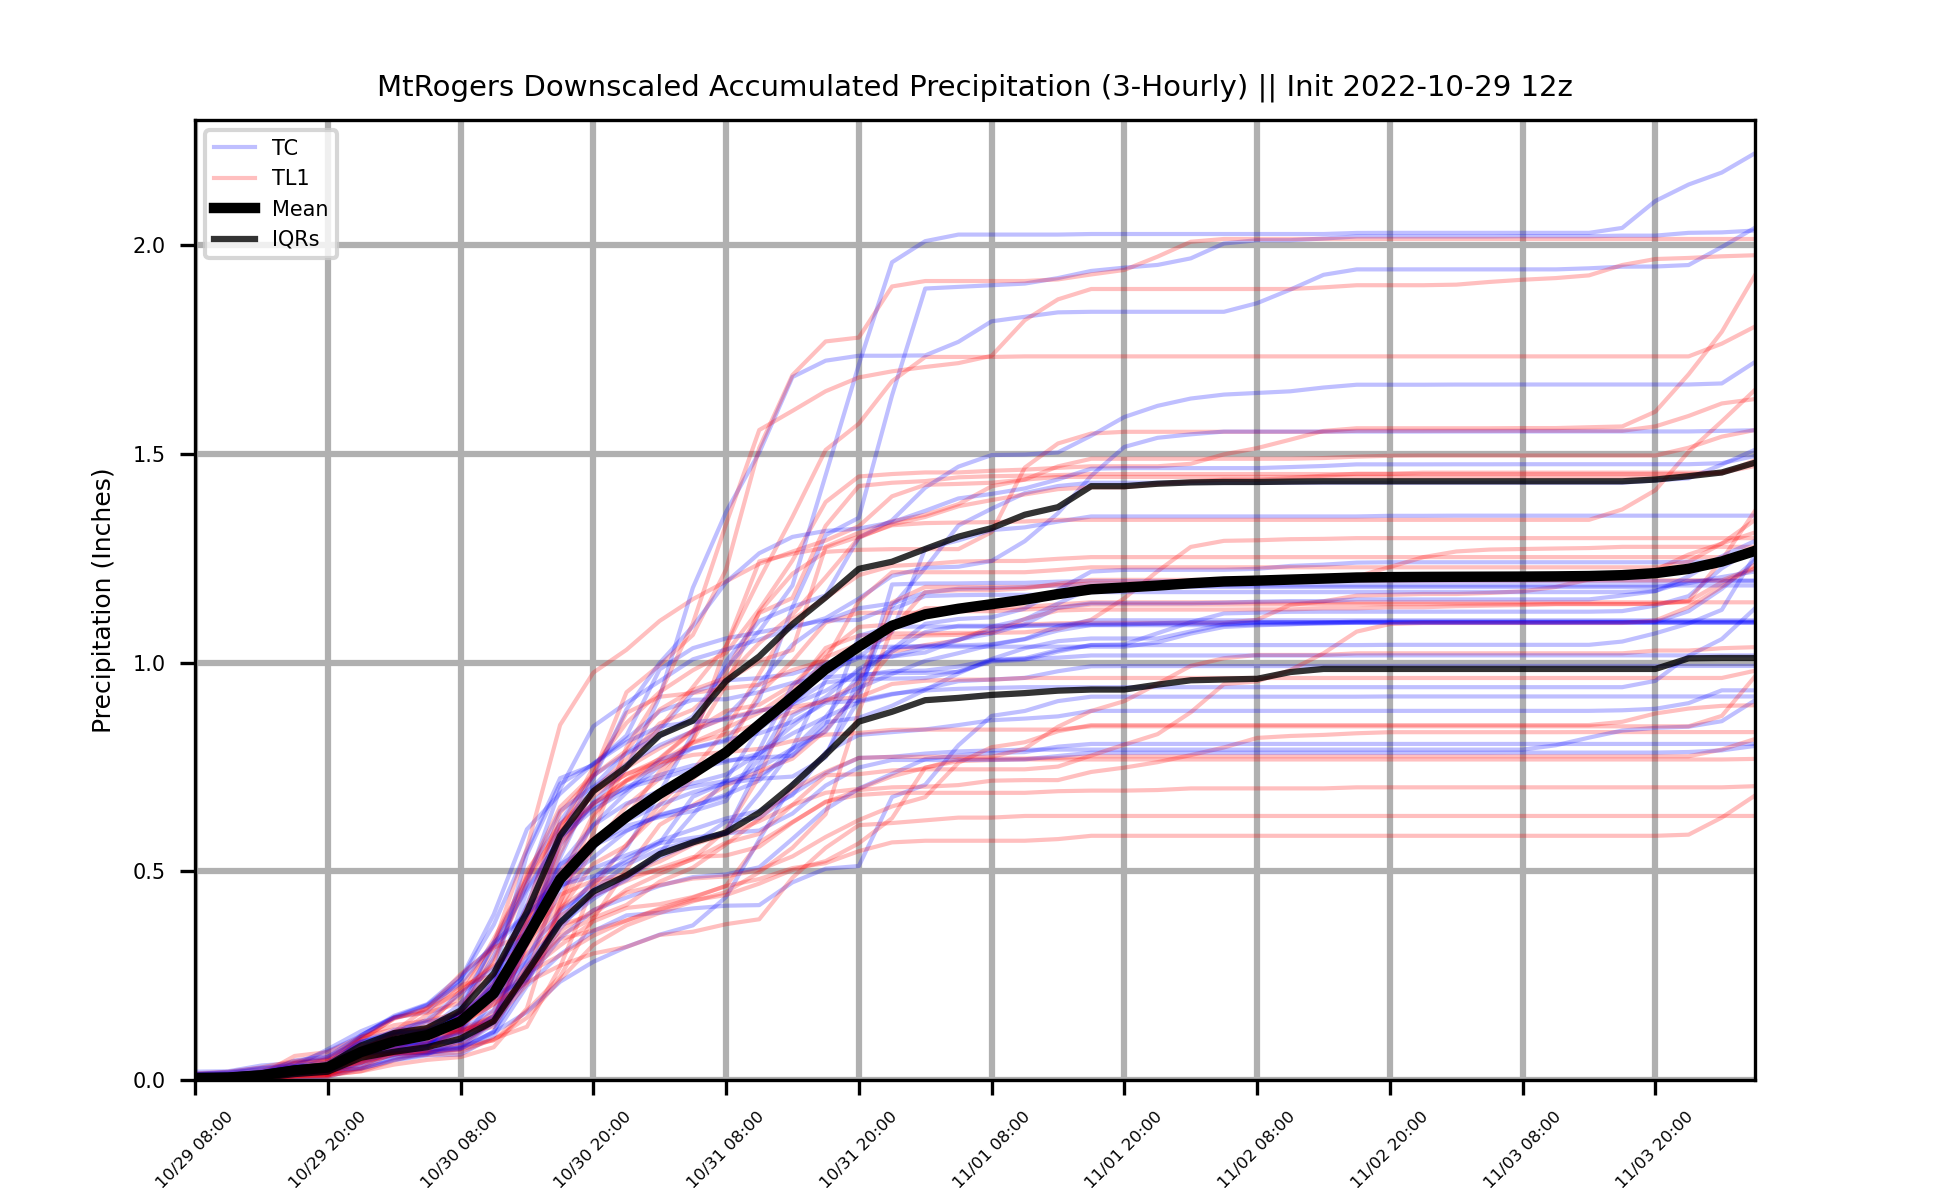 MtRogers Downscaled Accumulated Precipitation (3-Hourly) || Init 2022-10-29 12z
TC
TL1
Mean
IQRs
Precipitation (Inches)
2.0
1.5
1.0
0.5
0.0
10/29 08:00
10/29 20:00
10/30 08:00
10/30 20:00
10/31 08:00
10/31 20:00
11/01 08:00
11/01 20:00
11/02 08:00
11/02 20:00
11/03 08:00
11/03 20:00